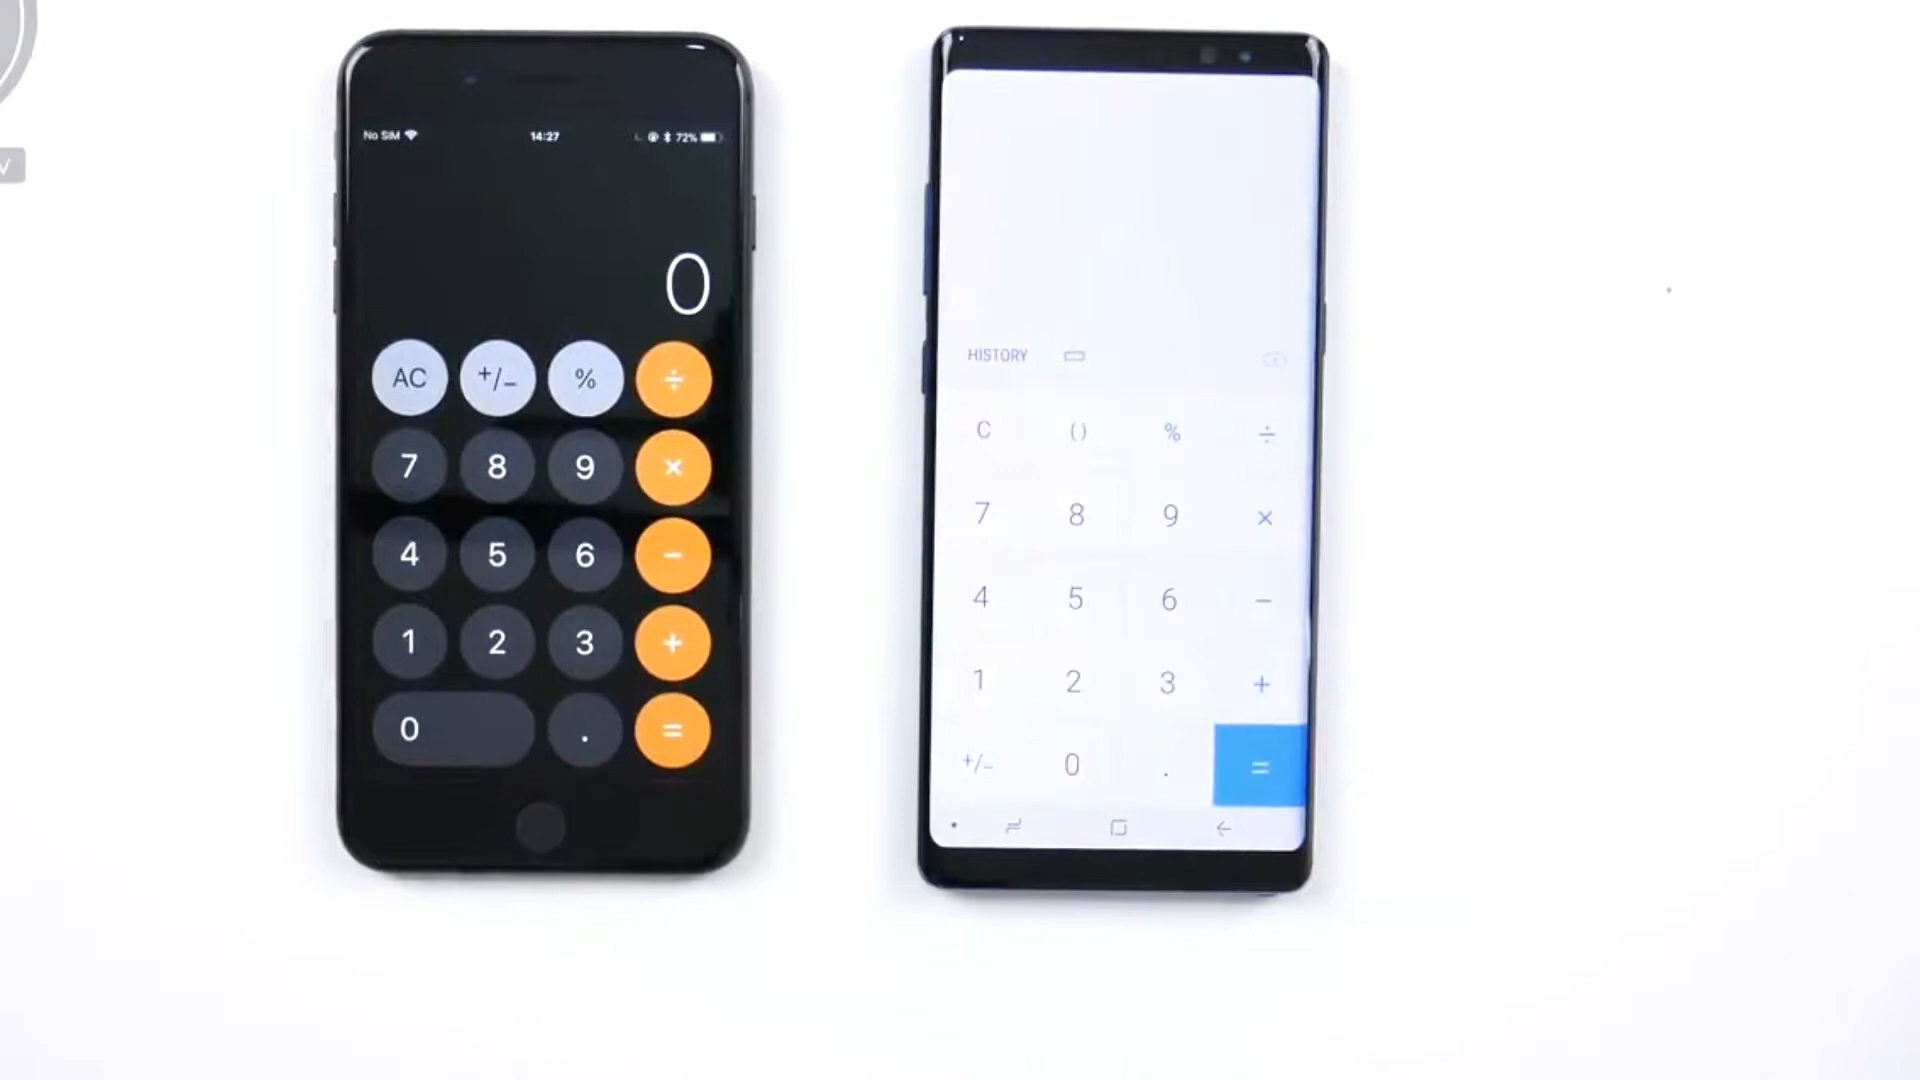 No SIM 14:27 72%
0
AC +/- % ÷
7 8 9 ×
4 5 6 −
1 2 3 +
0 . =
HISTORY
C () % ÷
7 8 9 ×
4 5 6 −
1 2 3 +
+/- 0 . =
V